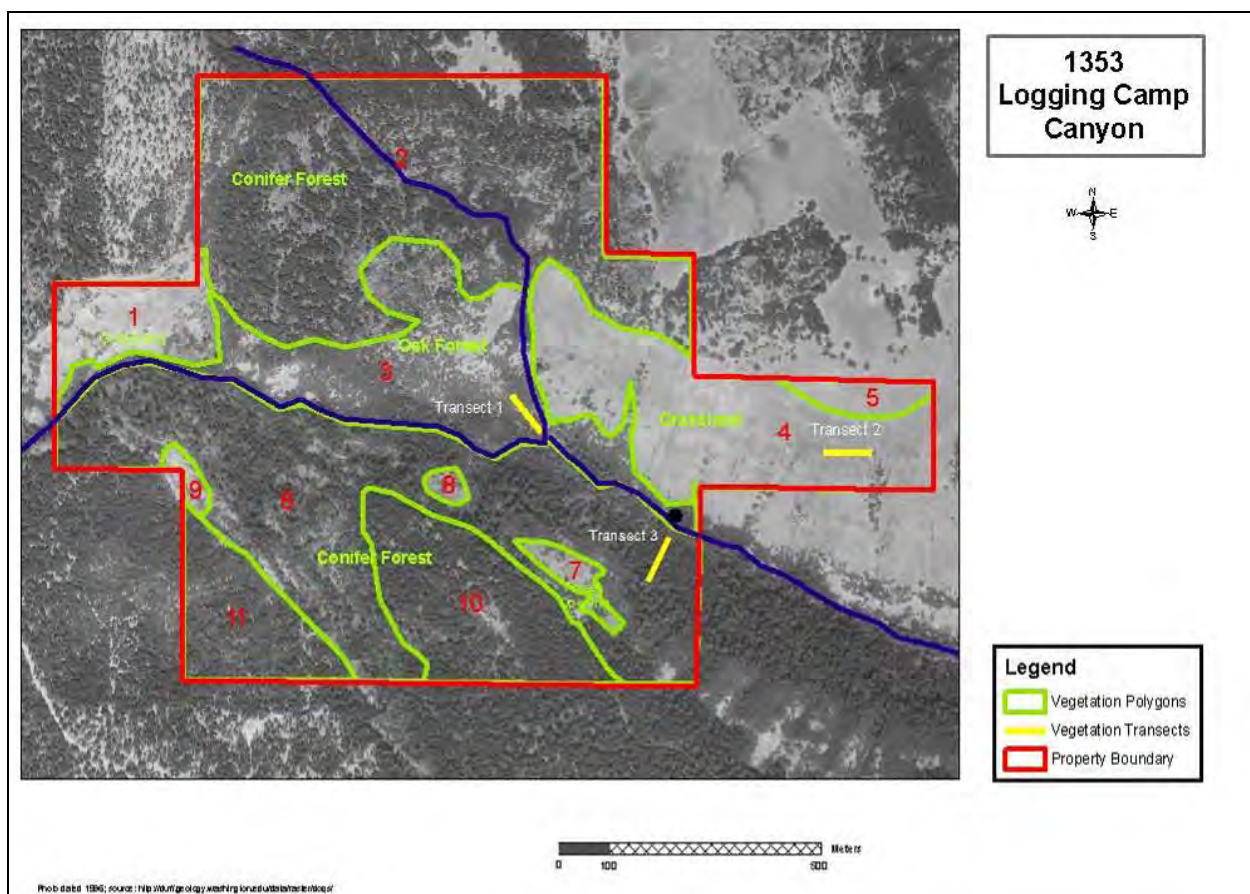 1353
Logging Camp
Canyon
N
W E
S
2
Conifer Forest
1
Oak Forest
3
Transect 1
5
Grassland
4
Transect 2
9
8
6
Transect 3
Conifer Forest
7
10
11
Legend
Vegetation Polygons
Vegetation Transects
Property Boundary
Meters
0 100 500